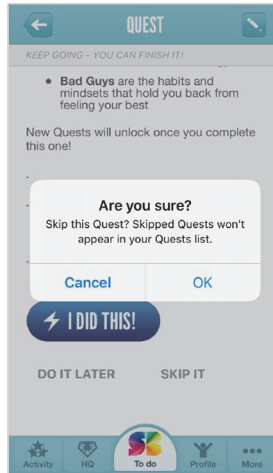 QUEST
KEEP GOING - YOU CAN FINISH IT!
• Bad Guys are the habits and
mindsets that hold you back from
feeling your best
New Quests will unlock once you complete
this one!
Are you sure?
Skip this Quest? Skipped Quests won't
appear in your Quests list.
Cancel OK
I DID THIS!
DO IT LATER SKIP IT
Activity HQ To do Profile More